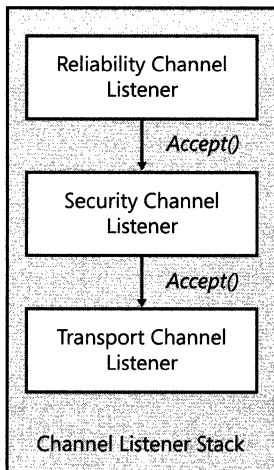 Reliability Channel
Listener
Accept()
Security Channel
Listener
Accept()
Transport Channel
Listener
Channel Listener Stack